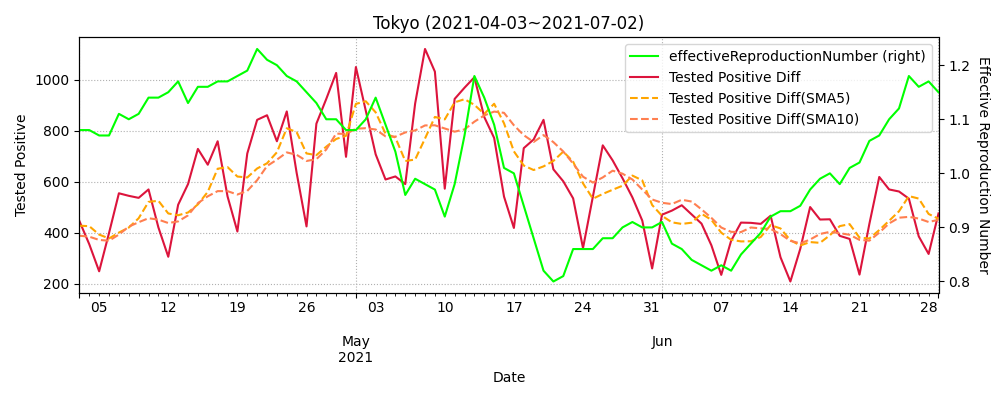 Tokyo (2021-04-03~2021-07-02)
effectiveReproductionNumber (right)
Tested Positive Diff
Tested Positive Diff(SMA5)
Tested Positive Diff(SMA10)
Tested Positive
1000
800
600
400
200
Effective Reproduction Number
1.2
1.1
1.0
0.9
0.8
05 12 19 26 03 10 17 24 31 07 14 21 28
May Jun
2021
Date